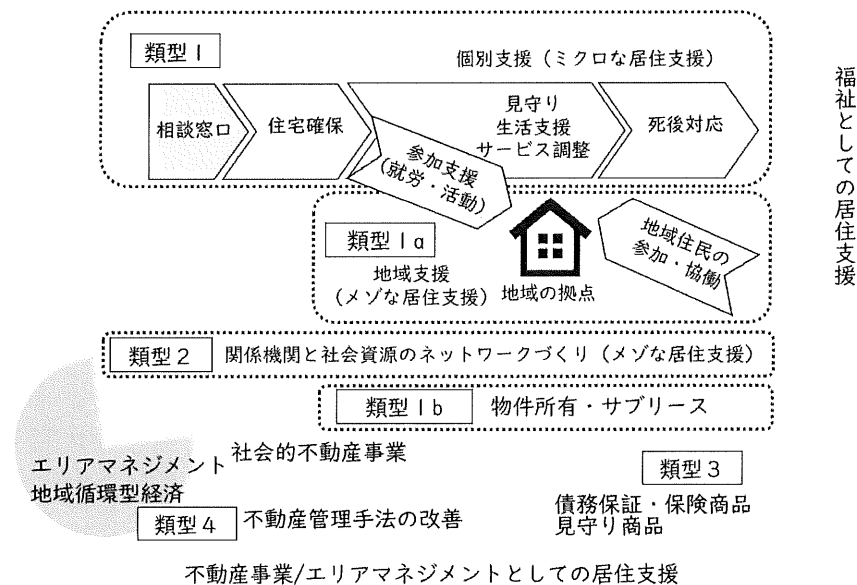 類型1
個別支援（ミクロな居住支援）
相談窓口
住宅確保
見守り
生活支援
サービス調整
死後対応
参加支援
（就労・活動）
類型1a
地域支援
（メゾな居住支援）
地域の拠点
地域住民の
参加・協働
類型2
関係機関と社会資源のネットワークづくり（メゾな居住支援）
類型1b
物件所有・サブリース
エリアマネジメント
地域循環型経済
社会的不動産事業
類型3
債務保証・保険商品
見守り商品
類型4
不動産管理手法の改善
不動産事業/エリアマネジメントとしての居住支援
福祉としての居住支援